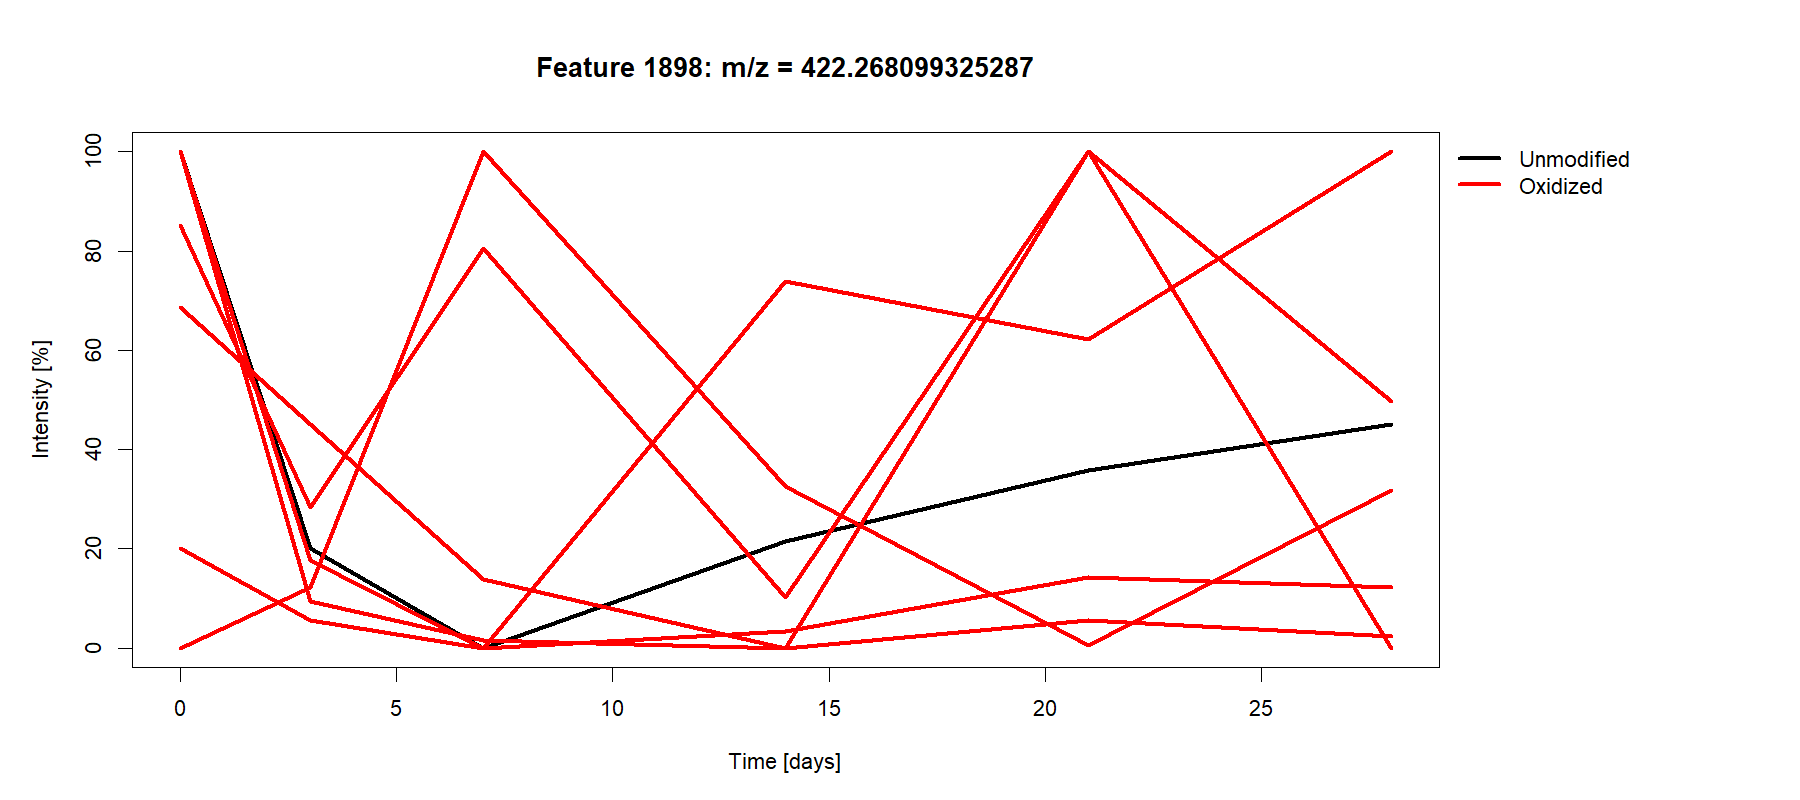 Feature 1898: m/z = 422.268099325287
Unmodified
Oxidized
Intensity [%]
100
80
60
40
20
0
0 5 10 15 20 25
Time [days]